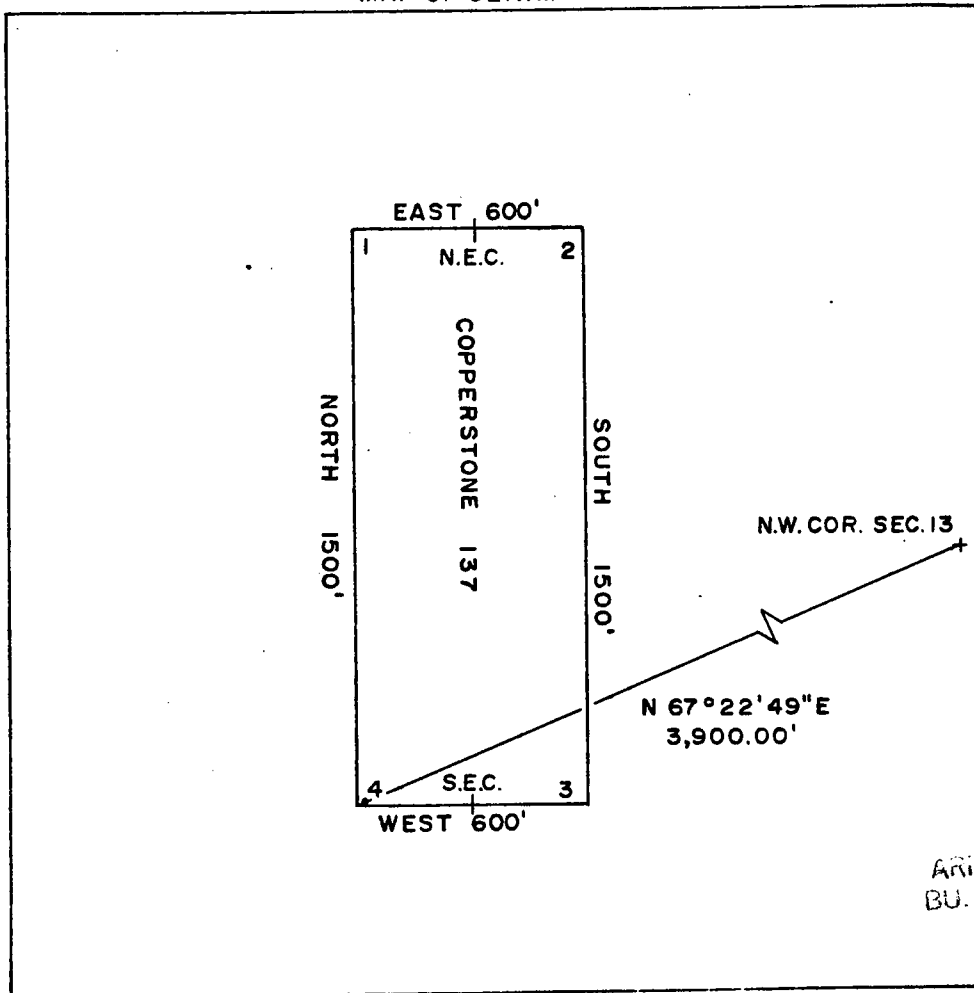 EAST 600'
1
2
N.E.C.
COPPERSTONE 137
NORTH 1500'
SOUTH 1500'
N.W. COR. SEC. 13
N 67°22'49"E
3,900.00'
4
S.E.C.
3
WEST 600'
BU.